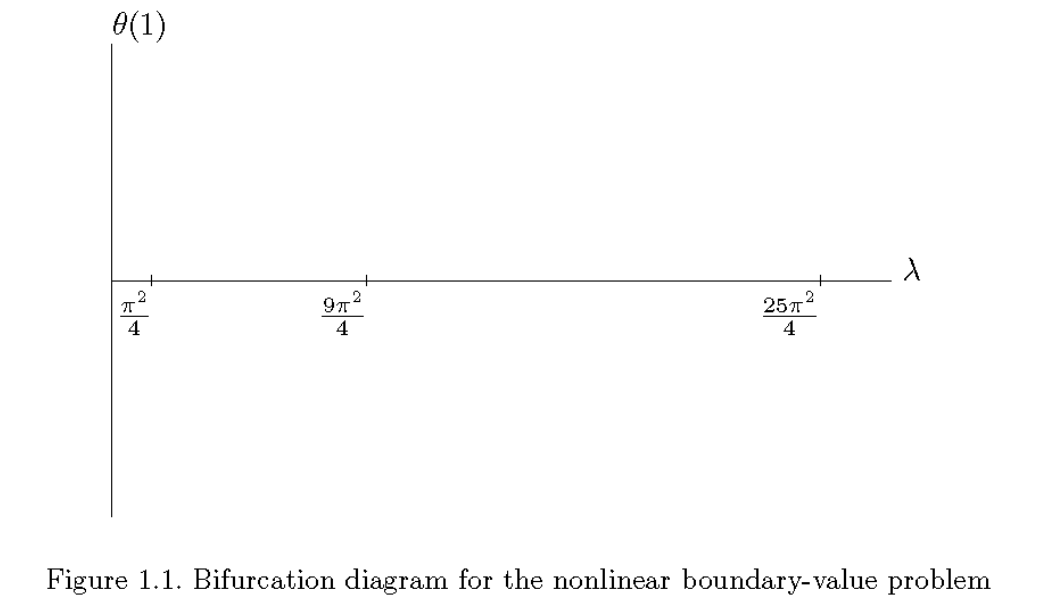 θ(1)
λ
π²/4 9π²/4 25π²/4
Figure 1.1. Bifurcation diagram for the nonlinear boundary-value problem